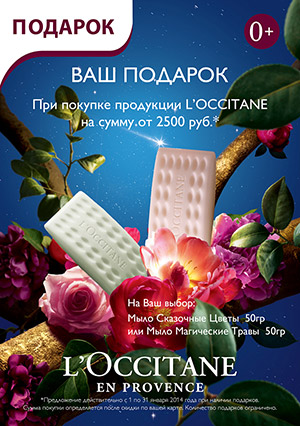 ПОДАРОК
0+
ВАШ ПОДАРОК
При покупке продукции L'OCCITANE
на сумму от 2500 руб.*
L'OCCITANE
L'OCCITANE
На Ваш выбор:
Мыло Сказочные Цветы 50гр
или Мыло Магические Травы 50гр
L'OCCITANE
EN PROVENCE
*Предложение действительно с 1 по 31 января 2014 года при наличии подарков.
Сумма покупки определяется после скидки по вашей карте. Количество подарков ограничено.